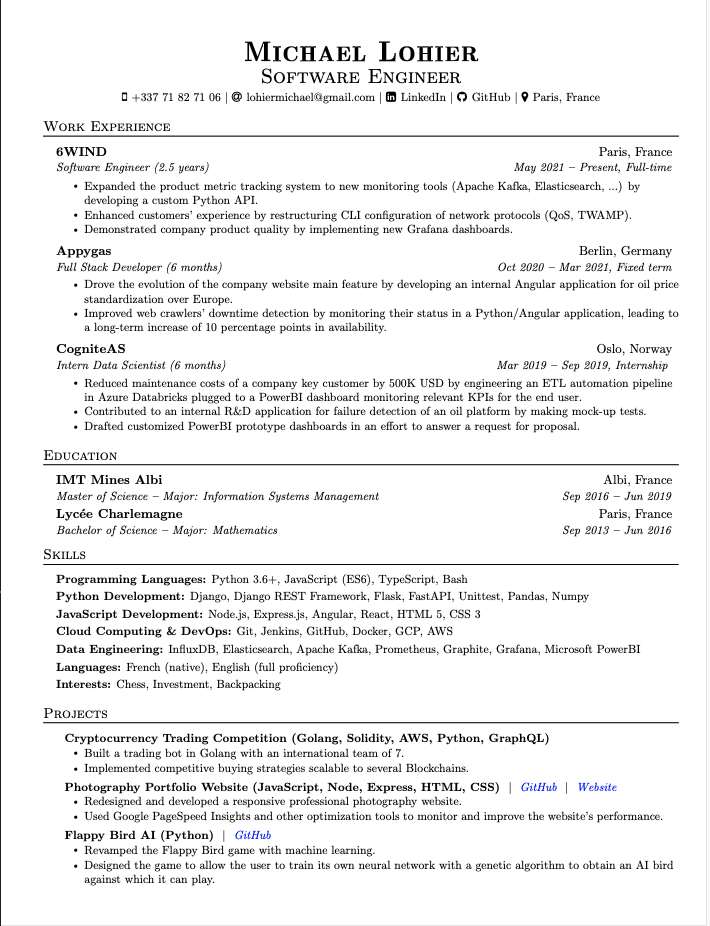 Michael Lohier
Software Engineer
+337 71 82 71 06 | lohiermichael@gmail.com | LinkedIn | GitHub | Paris, France
Work Experience
6WIND Paris, France
Software Engineer (2.5 years) May 2021 – Present, Full-time
• Expanded the product metric tracking system to new monitoring tools (Apache Kafka, Elasticsearch, ...) by
developing a custom Python API.
• Enhanced customers' experience by restructuring CLI configuration of network protocols (QoS, TWAMP).
• Demonstrated company product quality by implementing new Grafana dashboards.
Appygas Berlin, Germany
Full Stack Developer (6 months) Oct 2020 – Mar 2021, Fixed term
• Drove the evolution of the company website main feature by developing an internal Angular application for oil price
standardization over Europe.
• Improved web crawlers' downtime detection by monitoring their status in a Python/Angular application, leading to
a long-term increase of 10 percentage points in availability.
CogniteAS Oslo, Norway
Intern Data Scientist (6 months) Mar 2019 – Sep 2019, Internship
• Reduced maintenance costs of a company key customer by 500K USD by engineering an ETL automation pipeline
in Azure Databricks plugged to a PowerBI dashboard monitoring relevant KPIs for the end user.
• Contributed to an internal R&D application for failure detection of an oil platform by making mock-up tests.
• Drafted customized PowerBI prototype dashboards in an effort to answer a request for proposal.
Education
IMT Mines Albi Albi, France
Master of Science – Major: Information Systems Management Sep 2016 – Jun 2019
Lycée Charlemagne Paris, France
Bachelor of Science – Major: Mathematics Sep 2013 – Jun 2016
Skills
Programming Languages: Python 3.6+, JavaScript (ES6), TypeScript, Bash
Python Development: Django, Django REST Framework, Flask, FastAPI, Unittest, Pandas, Numpy
JavaScript Development: Node.js, Express.js, Angular, React, HTML 5, CSS 3
Cloud Computing & DevOps: Git, Jenkins, GitHub, Docker, GCP, AWS
Data Engineering: InfluxDB, Elasticsearch, Apache Kafka, Prometheus, Graphite, Grafana, Microsoft PowerBI
Languages: French (native), English (full proficiency)
Interests: Chess, Investment, Backpacking
Projects
Cryptocurrency Trading Competition (Golang, Solidity, AWS, Python, GraphQL)
• Built a trading bot in Golang with an international team of 7.
• Implemented competitive buying strategies scalable to several Blockchains.
Photography Portfolio Website (JavaScript, Node, Express, HTML, CSS) | GitHub | Website
• Redesigned and developed a responsive professional photography website.
• Used Google PageSpeed Insights and other optimization tools to monitor and improve the website's performance.
Flappy Bird AI (Python) | GitHub
• Revamped the Flappy Bird game with machine learning.
• Designed the game to allow the user to train its own neural network with a genetic algorithm to obtain an AI bird
against which it can play.